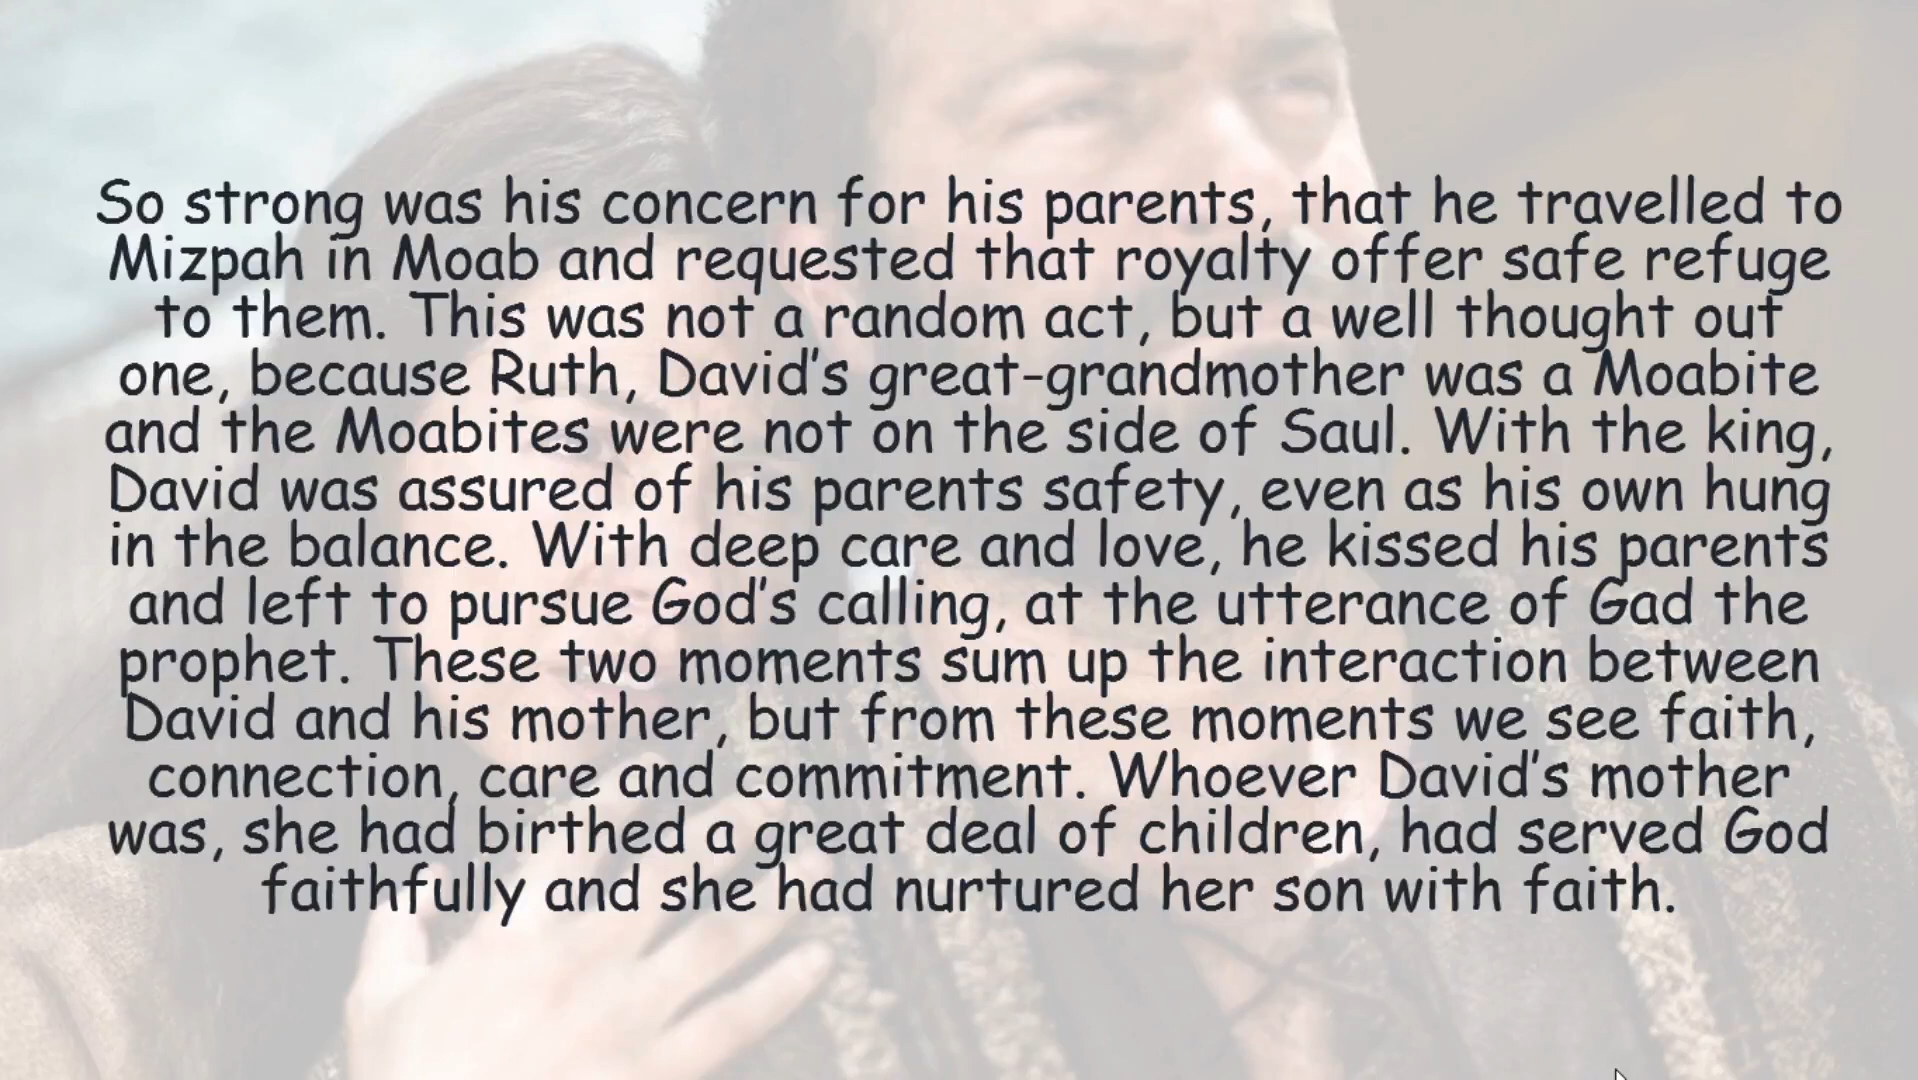 So strong was his concern for his parents, that he travelled to
Mizpah in Moab and requested that royalty offer safe refuge
to them. This was not a random act, but a well thought out
one, because Ruth, David’s great-grandmother was a Moabite
and the Moabites were not on the side of Saul. With the king,
David was assured of his parents safety, even as his own hung
in the balance. With deep care and love, he kissed his parents
and left to pursue God’s calling, at the utterance of Gad the
prophet. These two moments sum up the interaction between
David and his mother, but from these moments we see faith,
connection, care and commitment. Whoever David’s mother
was, she had birthed a great deal of children, had served God
faithfully and she had nurtured her son with faith.